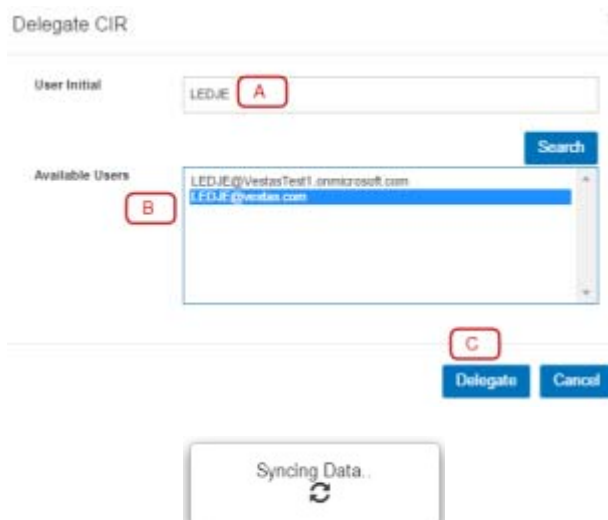 Delegate CIR
User Initial
LEDJE A
Search
Available Users
LEDJE@VestasTest1.onmicrosoft.com
LEDJE@vestas.com
B
C
Delegate Cancel
Syncing Data..